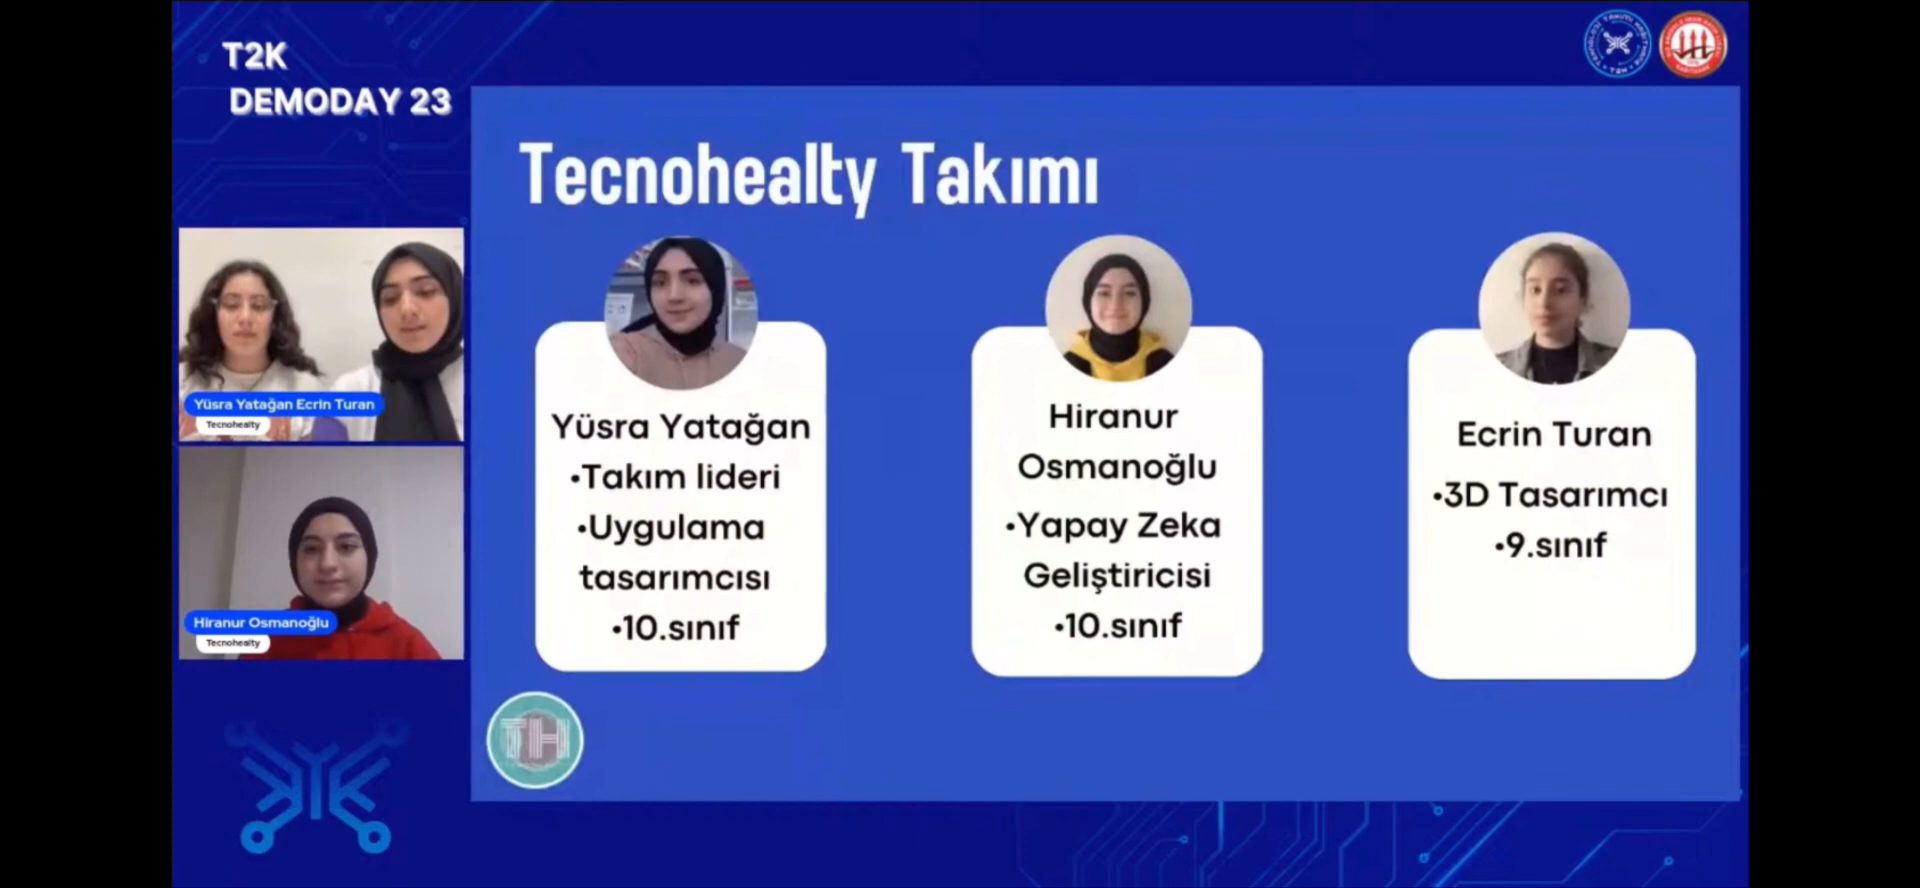 T2K
DEMODAY 23
Tecnohealty Takımı
Yüsra Yatağan Ecrin Turan
Tecnohealty
Hiranur Osmanoğlu
Tecnohealty
Yüsra Yatağan
•Takım lideri
•Uygulama
tasarımcısı
•10.sınıf
Hiranur
Osmanoğlu
•Yapay Zeka
Geliştiricisi
•10.sınıf
Ecrin Turan
•3D Tasarımcı
•9.sınıf
TH